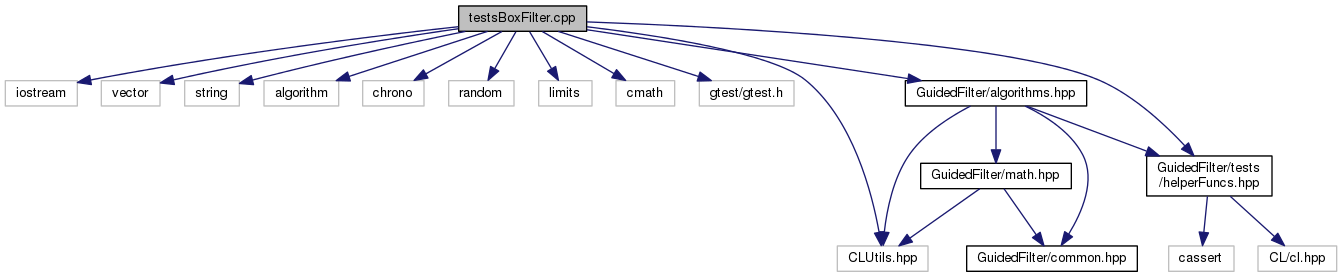 testsBoxFilter.cpp
iostream
vector
string
algorithm
chrono
random
limits
cmath
gtest/gtest.h
GuidedFilter/algorithms.hpp
GuidedFilter/math.hpp
GuidedFilter/tests
/helperFuncs.hpp
CLUtils.hpp
GuidedFilter/common.hpp
cassert
CL/cl.hpp